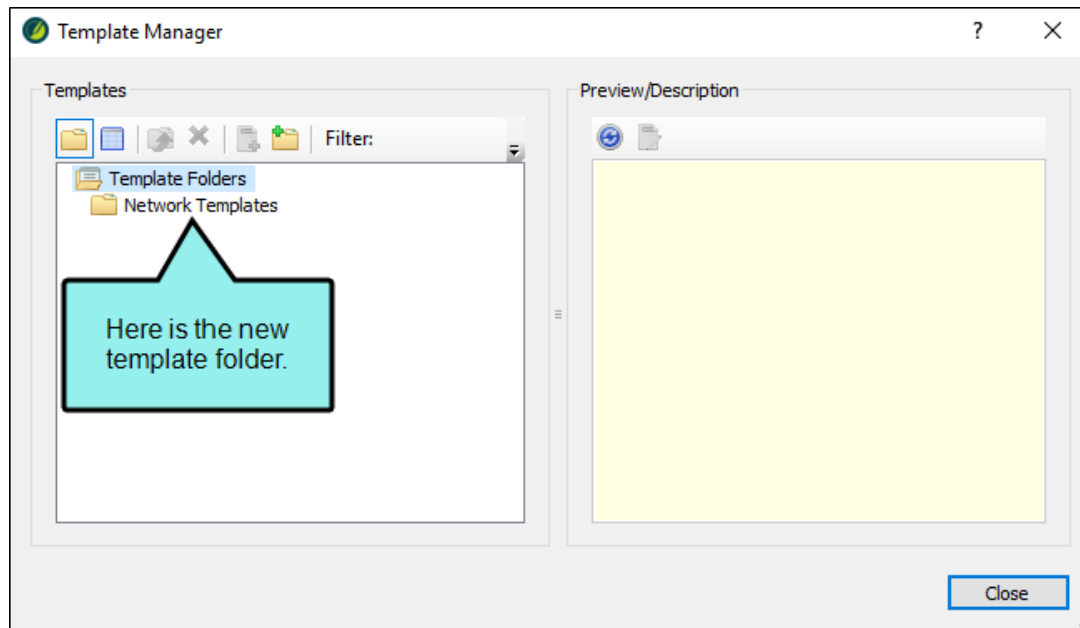 Template Manager
?
Templates
Preview/Description
Filter:
Template Folders
Network Templates
Here is the new
template folder.
Close